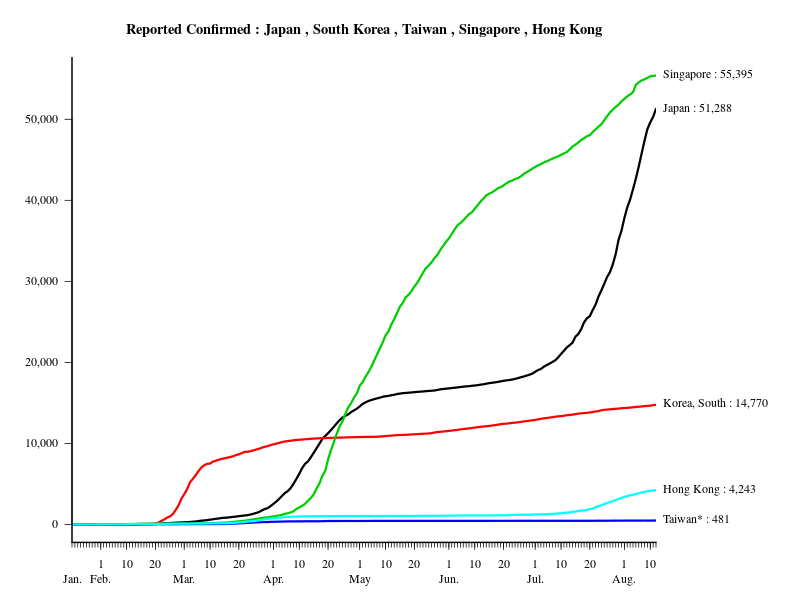 Reported Confirmed : Japan , South Korea , Taiwan , Singapore , Hong Kong
Singapore : 55,395
Japan : 51,288
50,000
40,000
30,000
20,000
Korea, South : 14,770
10,000
Hong Kong : 4,243
Taiwan* : 481
0
1 10 20 1 10 20 1 10 20 1 10 20 1 10 20 1 10 20 1 10
Jan. Feb. Mar. Apr. May Jun. Jul. Aug.